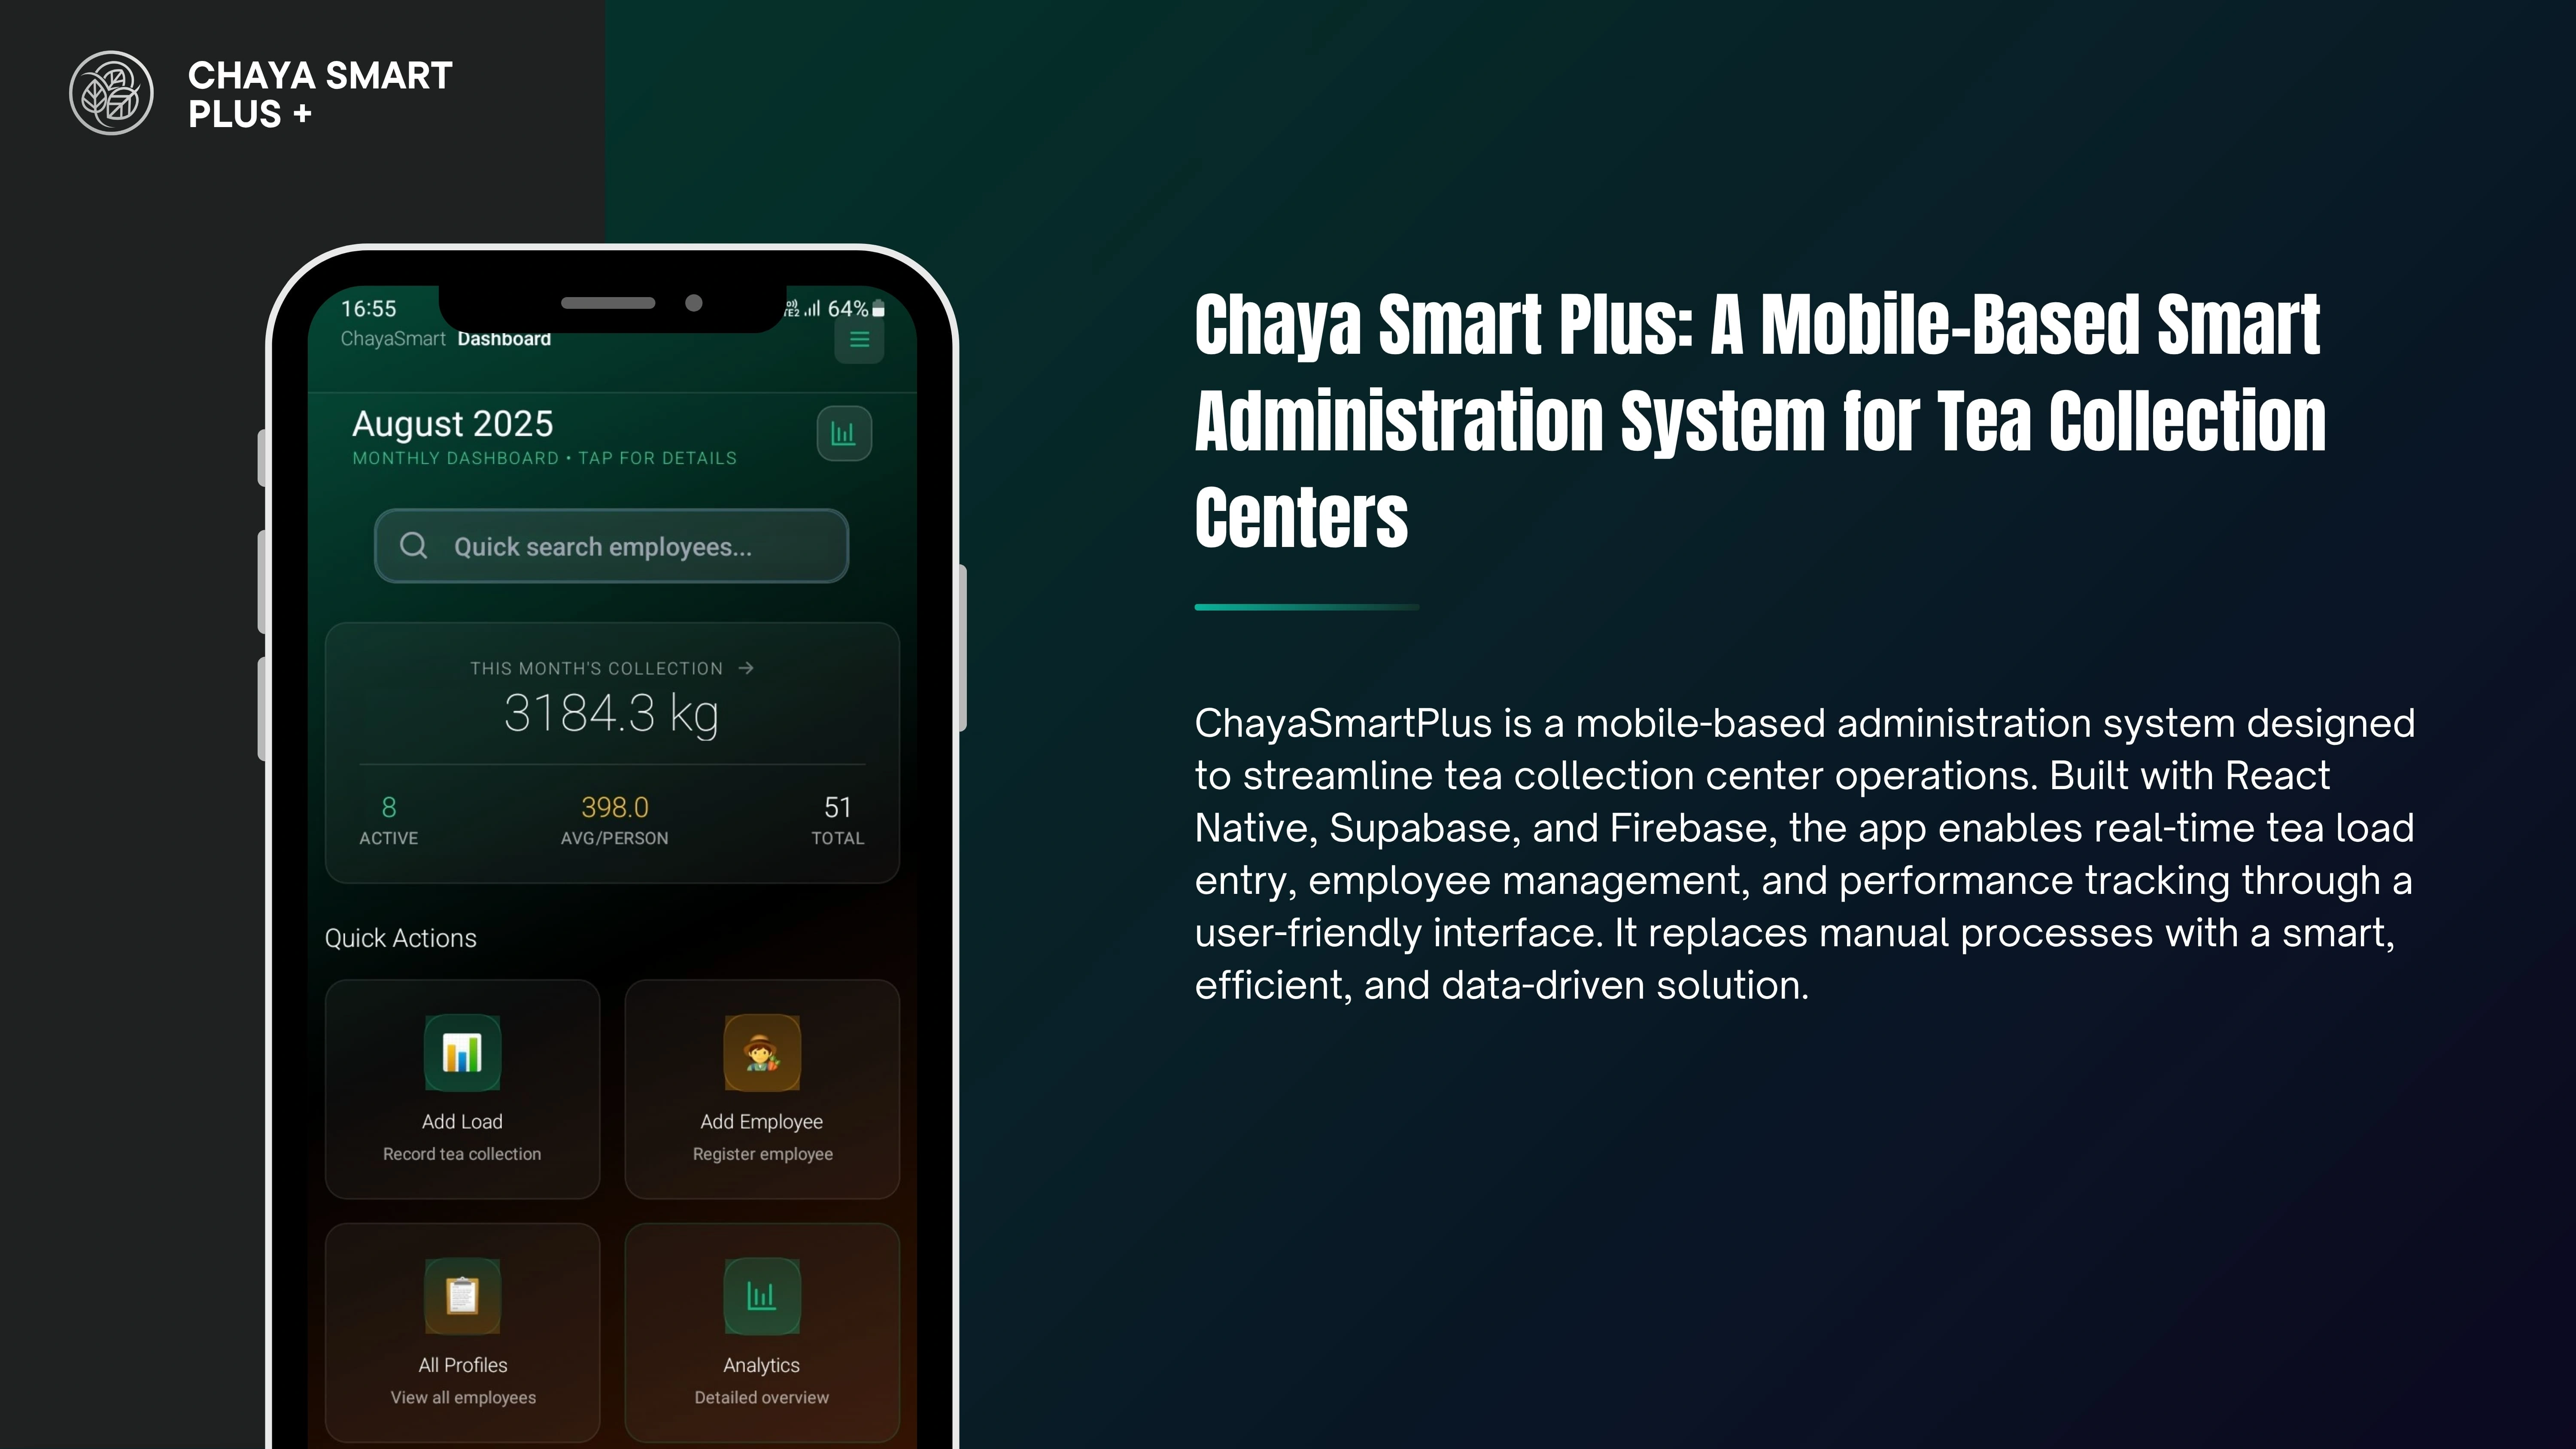 CHAYA SMART
PLUS +
16:55
64%
ChayaSmart Dashboard
August 2025
MONTHLY DASHBOARD • TAP FOR DETAILS
Quick search employees...
THIS MONTH'S COLLECTION →
3184.3 kg
8
398.0
51
ACTIVE
AVG/PERSON
TOTAL
Quick Actions
Add Load
Record tea collection
Add Employee
Register employee
All Profiles
View all employees
Analytics
Detailed overview
Chaya Smart Plus: A Mobile-Based Smart
Administration System for Tea Collection
Centers
ChayaSmartPlus is a mobile-based administration system designed
to streamline tea collection center operations. Built with React
Native, Supabase, and Firebase, the app enables real-time tea load
entry, employee management, and performance tracking through a
user-friendly interface. It replaces manual processes with a smart,
efficient, and data-driven solution.